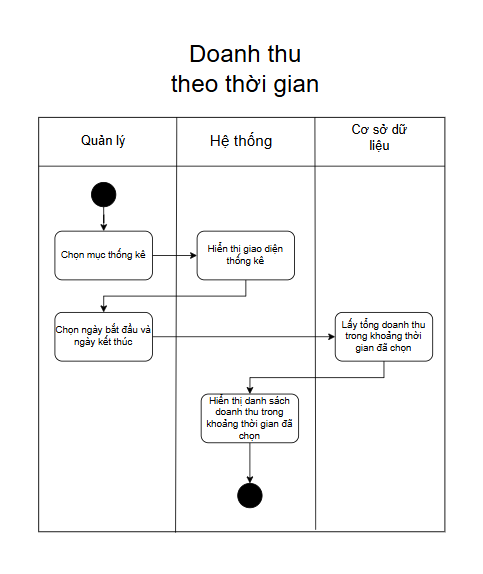 Doanh thu
theo thời gian
Quản lý
Hệ thống
Cơ sở dữ
liệu
Chọn mục thống kê
Hiển thị giao diện
thống kê
Chọn ngày bắt đầu và
ngày kết thúc
Lấy tổng doanh thu
trong khoảng thời
gian đã chọn
Hiển thị danh sách
doanh thu trong
khoảng thời gian đã
chọn